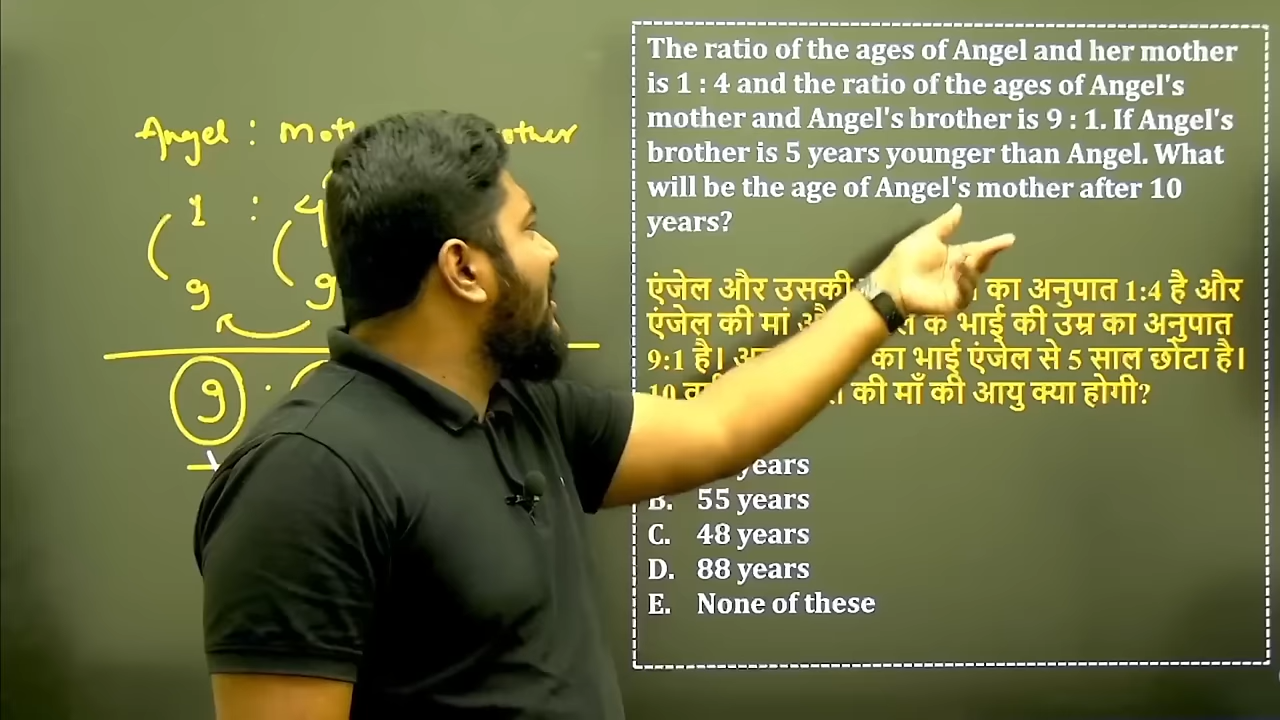 Angel : mot other
1 : 4
9 9
9 :
The ratio of the ages of Angel and her mother
is 1 : 4 and the ratio of the ages of Angel's
mother and Angel's brother is 9 : 1. If Angel's
brother is 5 years younger than Angel. What
will be the age of Angel's mother after 10
years?
एंजेल और उसकी का अनुपात 1:4 है और
एंजेल की मां के भाई की उम्र का अनुपात
9:1 है। का भाई एंजेल से 5 साल छोटा है।
10 की माँ की आयु क्या होगी?
years
B. 55 years
C. 48 years
D. 88 years
E. None of these